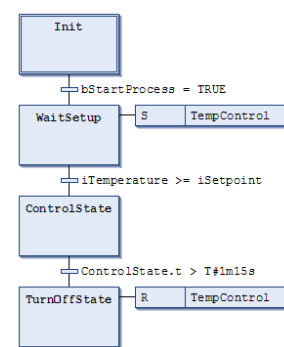 Init
bStartProcess = TRUE
WaitSetup S TempControl
iTemperature >= iSetpoint
ControlState
ControlState.t > T#1m15s
TurnOffState R TempControl